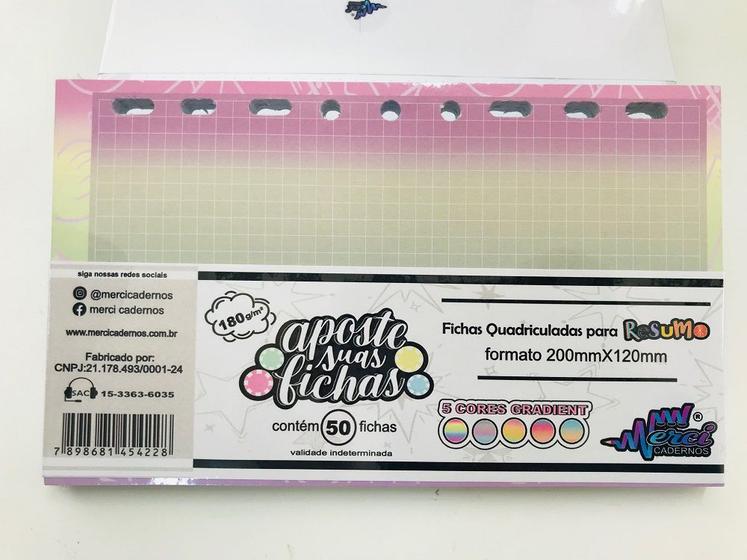 siga nossas redes sociais
@mercicadernos
merci cadernos
www.mercicadernos.com.br
Fabricado por:
CNPJ:21.178.493/0001-24
SAC 15-3363-6035
7 898681 454228
180g/m²
aposte
suas
fichas
contém 50 fichas
validade indeterminada
Fichas Quadriculadas para ReSUMO
formato 200mmX120mm
5 CORES GRADIENT
Merci ®
CADERNOS